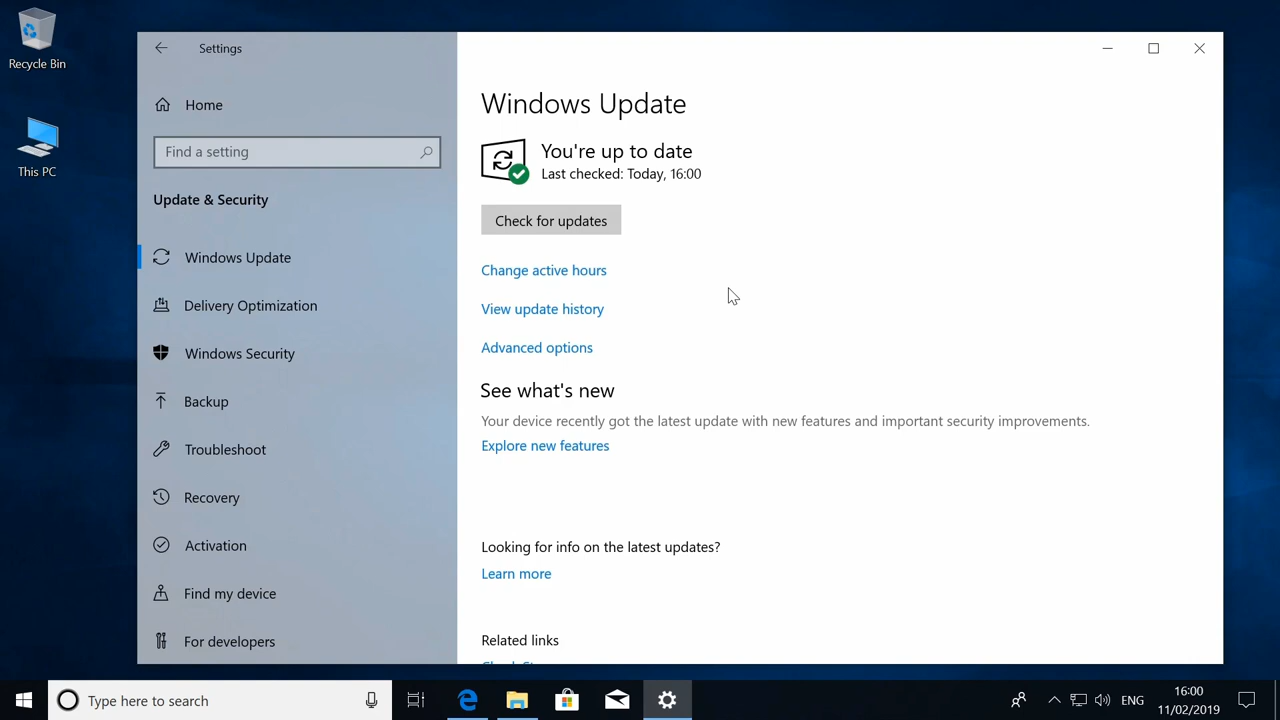 Recycle Bin
This PC
Settings
Home
Find a setting
Update & Security
Windows Update
Delivery Optimization
Windows Security
Backup
Troubleshoot
Recovery
Activation
Find my device
For developers
Windows Update
You're up to date
Last checked: Today, 16:00
Check for updates
Change active hours
View update history
Advanced options
See what's new
Your device recently got the latest update with new features and important security improvements.
Explore new features
Looking for info on the latest updates?
Learn more
Related links
Type here to search
ENG
16:00
11/02/2019